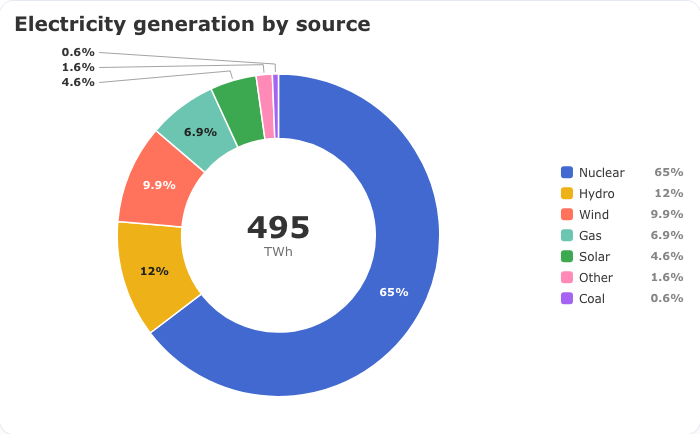 Electricity generation by source
0.6%
1.6%
4.6%
6.9%
9.9%
12%
65%
495
TWh
Nuclear 65%
Hydro 12%
Wind 9.9%
Gas 6.9%
Solar 4.6%
Other 1.6%
Coal 0.6%